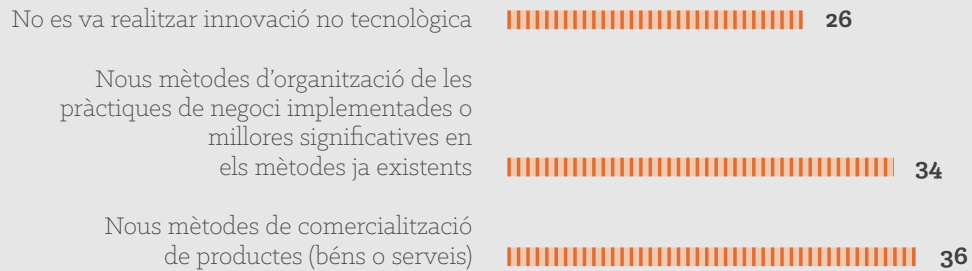 No es va realitzar innovació no tecnològica 26
Nous mètodes d'organització de les
pràctiques de negoci implementades o
millores significatives en
els mètodes ja existents 34
Nous mètodes de comercialització
de productes (béns o serveis) 36